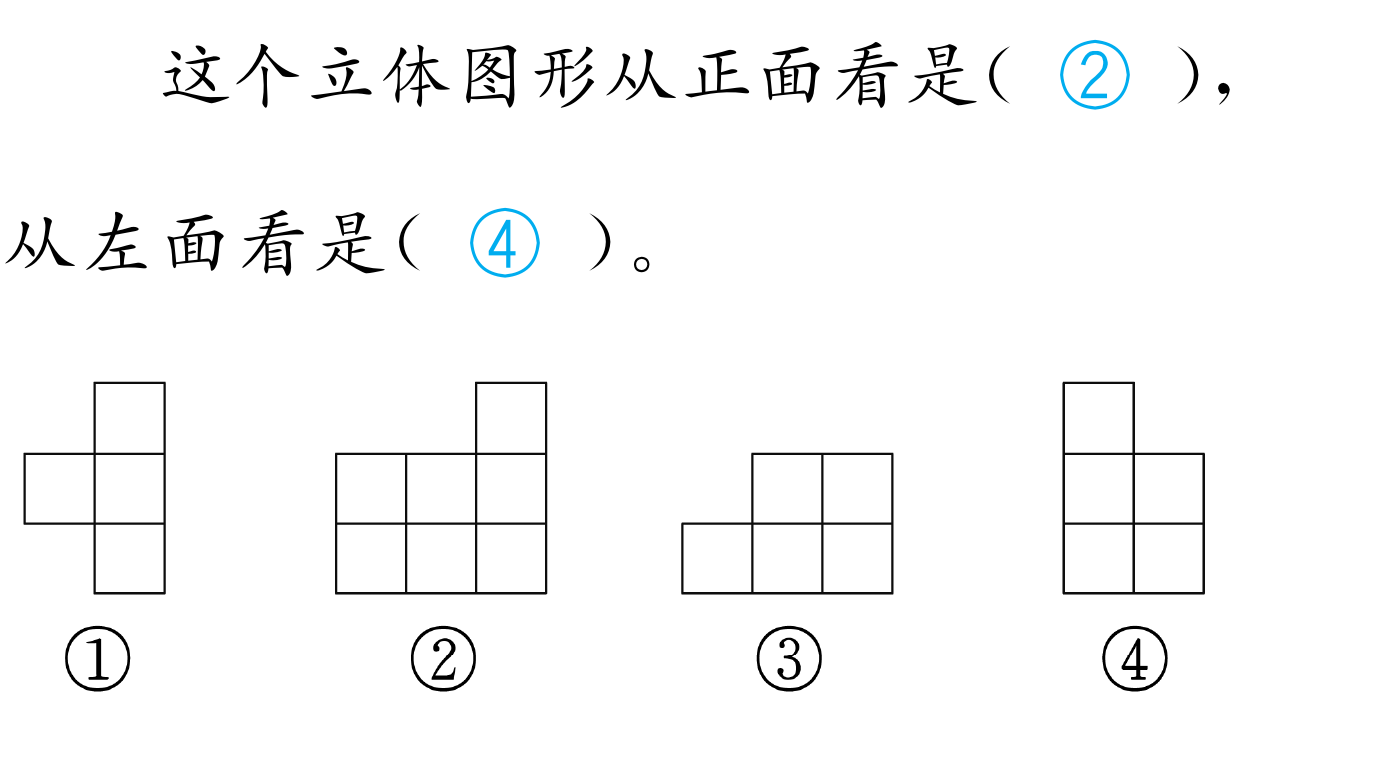 这个立体图形从正面看是( ② ),
从左面看是( ④ )。
① ② ③ ④